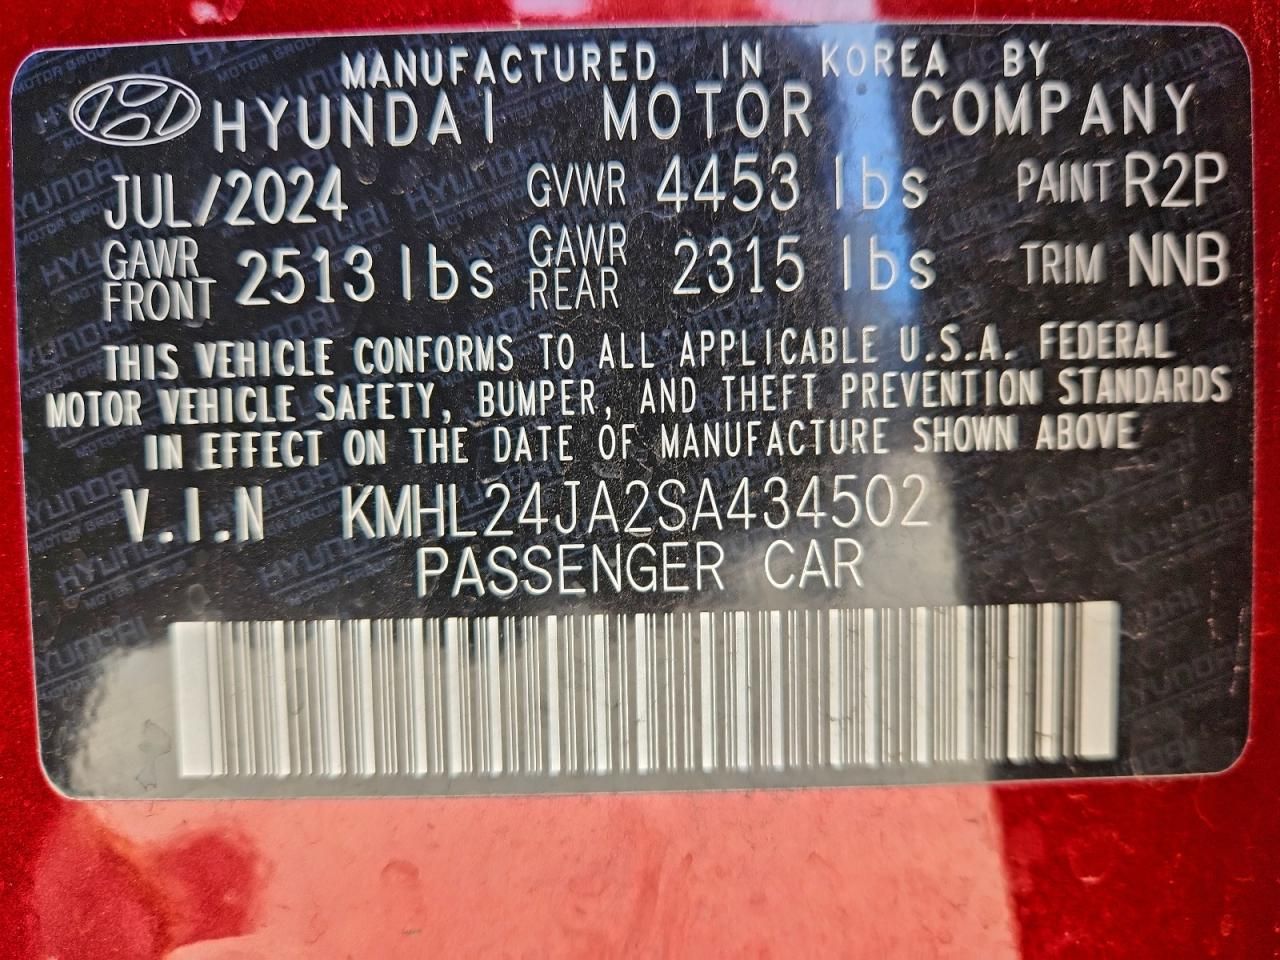 MANUFACTURED IN KOREA BY
HYUNDAI MOTOR COMPANY
JUL/2024 GVWR 4453 lbs PAINT R2P
GAWR FRONT 2513 lbs GAWR REAR 2315 lbs TRIM NNB
THIS VEHICLE CONFORMS TO ALL APPLICABLE U.S.A. FEDERAL
MOTOR VEHICLE SAFETY, BUMPER, AND THEFT PREVENTION STANDARDS
IN EFFECT ON THE DATE OF MANUFACTURE SHOWN ABOVE
V.I.N KMHL24JA2SA434502
PASSENGER CAR